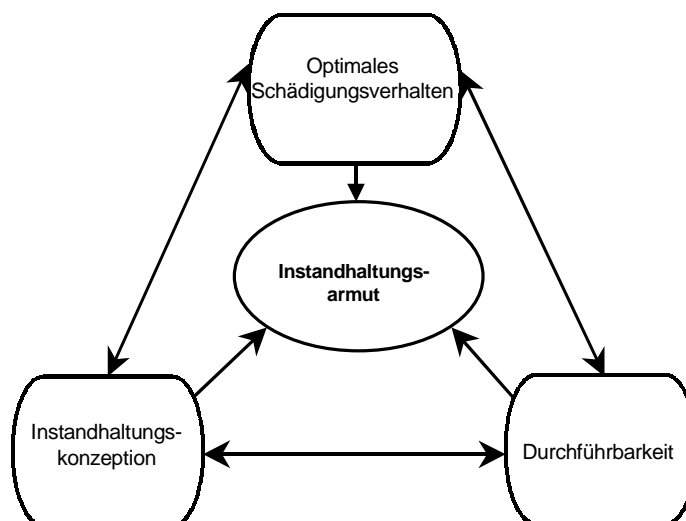 Optimales
Schädigungsverhalten
Instandhaltungs-
armut
Instandhaltungs-
konzeption
Durchführbarkeit